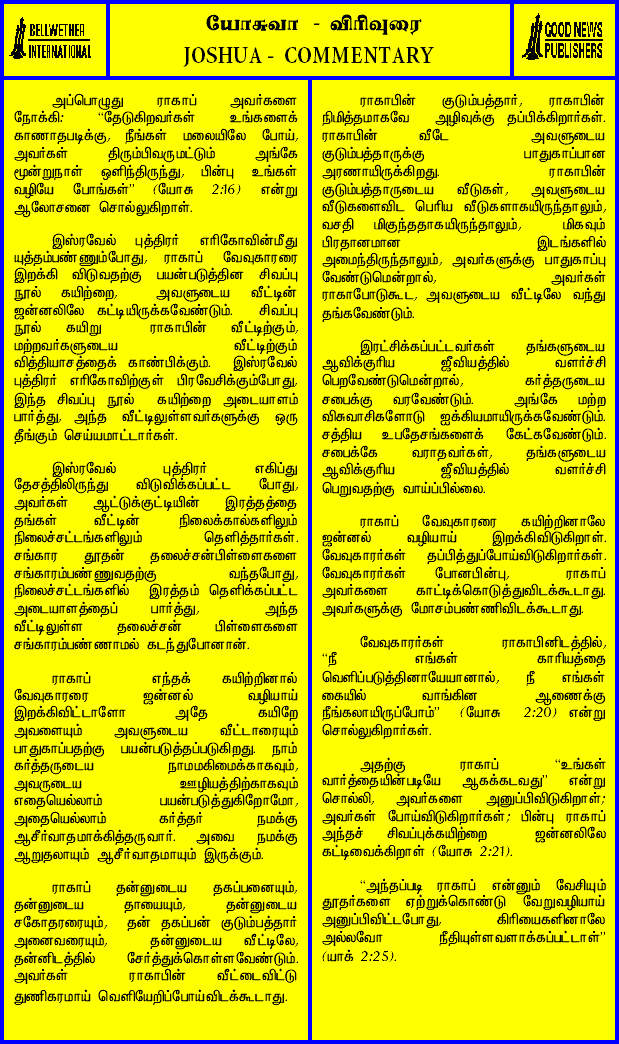 BELLWETHER
INTERNATIONAL
யோசுவா - விரிவுரை
JOSHUA - COMMENTARY
GOOD NEWS
PUBLISHERS
அப்பொழுது ராகாப் அவர்களை
நோக்கி: “தேடுகிறவர்கள் உங்களைக்
காணாதபடிக்கு, நீங்கள் மலையிலே போய்,
அவர்கள் திரும்பிவருமட்டும் அங்கே
மூன்றுநாள் ஒளிந்திருந்து, பின்பு உங்கள்
வழியே போங்கள்” (யோசு 2:16) என்று
ஆலோசனை சொல்லுகிறாள்.
இஸ்ரவேல் புத்திரர் எரிகோவின்மீது
யுத்தம்பண்ணும்போது, ராகாப் வேவுகாரரை
இறக்கி விடுவதற்கு பயன்படுத்தின சிவப்பு
நூல் கயிற்றை, அவளுடைய வீட்டின்
ஜன்னலிலே கட்டியிருக்கவேண்டும். சிவப்பு
நூல் கயிறு ராகாபின் வீட்டிற்கும்,
மற்றவர்களுடைய வீட்டிற்கும்
வித்தியாசத்தைக் காண்பிக்கும். இஸ்ரவேல்
புத்திரர் எரிகோவிற்குள் பிரவேசிக்கும்போது,
இந்த சிவப்பு நூல் கயிற்றை அடையாளம்
பார்த்து, அந்த வீட்டிலுள்ளவர்களுக்கு ஒரு
தீங்கும் செய்யமாட்டார்கள்.
இஸ்ரவேல் புத்திரர் எகிப்து
தேசத்திலிருந்து விடுவிக்கப்பட்ட போது,
அவர்கள் ஆட்டுக்குட்டியின் இரத்தத்தை
தங்கள் வீட்டின் நிலைக்கால்களிலும்
நிலைச்சட்டங்களிலும் தெளித்தார்கள்.
சங்கார தூதன் தலைச்சன்பிள்ளைகளை
சங்காரம்பண்ணுவதற்கு வந்தபோது,
நிலைச்சட்டங்களில் இரத்தம் தெளிக்கப்பட்ட
அடையாளத்தைப் பார்த்து, அந்த
வீட்டிலுள்ள தலைச்சன் பிள்ளைகளை
சங்காரம்பண்ணாமல் கடந்துபோனான்.
ராகாப் எந்தக் கயிற்றினால்
வேவுகாரரை ஜன்னல் வழியாய்
இறக்கிவிட்டாளோ அதே கயிறே
அவளையும் அவளுடைய வீட்டாரையும்
பாதுகாப்பதற்கு பயன்படுத்தப்படுகிறது. நாம்
கர்த்தருடைய நாமமகிமைக்காகவும்,
அவருடைய ஊழியத்திற்காகவும்
எதையெல்லாம் பயன்படுத்துகிறோமோ,
அதையெல்லாம் கர்த்தர் நமக்கு
ஆசீர்வாதமாக்கித்தருவார். அவை நமக்கு
ஆறுதலாயும் ஆசீர்வாதமாயும் இருக்கும்.
ராகாப் தன்னுடைய தகப்பனையும்,
தன்னுடைய தாயையும், தன்னுடைய
சகோதரரையும், தன் தகப்பன் குடும்பத்தார்
அனைவரையும், தன்னுடைய வீட்டிலே,
தன்னிடத்தில் சேர்த்துக்கொள்ளவேண்டும்.
அவர்கள் ராகாபின் வீட்டைவிட்டு
துணிகரமாய் வெளியேறிப்போய்விடக்கூடாது.
ராகாபின் குடும்பத்தார், ராகாபின்
நிமித்தமாகவே அழிவுக்கு தப்பிக்கிறார்கள்.
ராகாபின் வீடே அவளுடைய
குடும்பத்தாருக்கு பாதுகாப்பான
அரணாயிருக்கிறது. ராகாபின்
குடும்பத்தாருடைய வீடுகள், அவளுடைய
வீடுகளைவிட பெரிய வீடுகளாகயிருந்தாலும்,
வசதி மிகுந்ததாகயிருந்தாலும், மிகவும்
பிரதானமான இடங்களில்
அமைந்திருந்தாலும், அவர்களுக்கு பாதுகாப்பு
வேண்டுமென்றால், அவர்கள்
ராகாபோடுகூட, அவளுடைய வீட்டிலே வந்து
தங்கவேண்டும்.
இரட்சிக்கப்பட்டவர்கள் தங்களுடைய
ஆவிக்குரிய ஜீவியத்தில் வளர்ச்சி
பெறவேண்டுமென்றால், கர்த்தருடைய
சபைக்கு வரவேண்டும். அங்கே மற்ற
விசுவாசிகளோடு ஐக்கியமாயிருக்கவேண்டும்.
சத்திய உபதேசங்களைக் கேட்கவேண்டும்.
சபைக்கே வராதவர்கள், தங்களுடைய
ஆவிக்குரிய ஜீவியத்தில் வளர்ச்சி
பெறுவதற்கு வாய்ப்பில்லை.
ராகாப் வேவுகாரரை கயிற்றினாலே
ஜன்னல் வழியாய் இறக்கிவிடுகிறாள்.
வேவுகாரர்கள் தப்பித்துப்போய்விடுகிறார்கள்.
வேவுகாரர்கள் போனபின்பு, ராகாப்
அவர்களை காட்டிக்கொடுத்துவிடக்கூடாது.
அவர்களுக்கு மோசம்பண்ணிவிடக்கூடாது.
வேவுகாரர்கள் ராகாபினிடத்தில்,
“நீ எங்கள் காரியத்தை
வெளிப்படுத்தினாயேயானால், நீ எங்கள்
கையில் வாங்கின ஆணைக்கு
நீங்கலாயிருப்போம்” (யோசு 2:20) என்று
சொல்லுகிறார்கள்.
அதற்கு ராகாப் “உங்கள்
வார்த்தையின்படியே ஆகக்கடவது” என்று
சொல்லி, அவர்களை அனுப்பிவிடுகிறாள்;
அவர்கள் போய்விடுகிறார்கள்; பின்பு ராகாப்
அந்தச் சிவப்புக்கயிற்றை ஜன்னலிலே
கட்டிவைக்கிறாள் (யோசு 2:21).
“அந்தப்படி ராகாப் என்னும் வேசியும்
தூதர்களை ஏற்றுக்கொண்டு வேறுவழியாய்
அனுப்பிவிட்டபோது, கிரியைகளினாலே
அல்லவோ நீதியுள்ளவளாக்கப்பட்டாள்”
(யாக் 2:25).